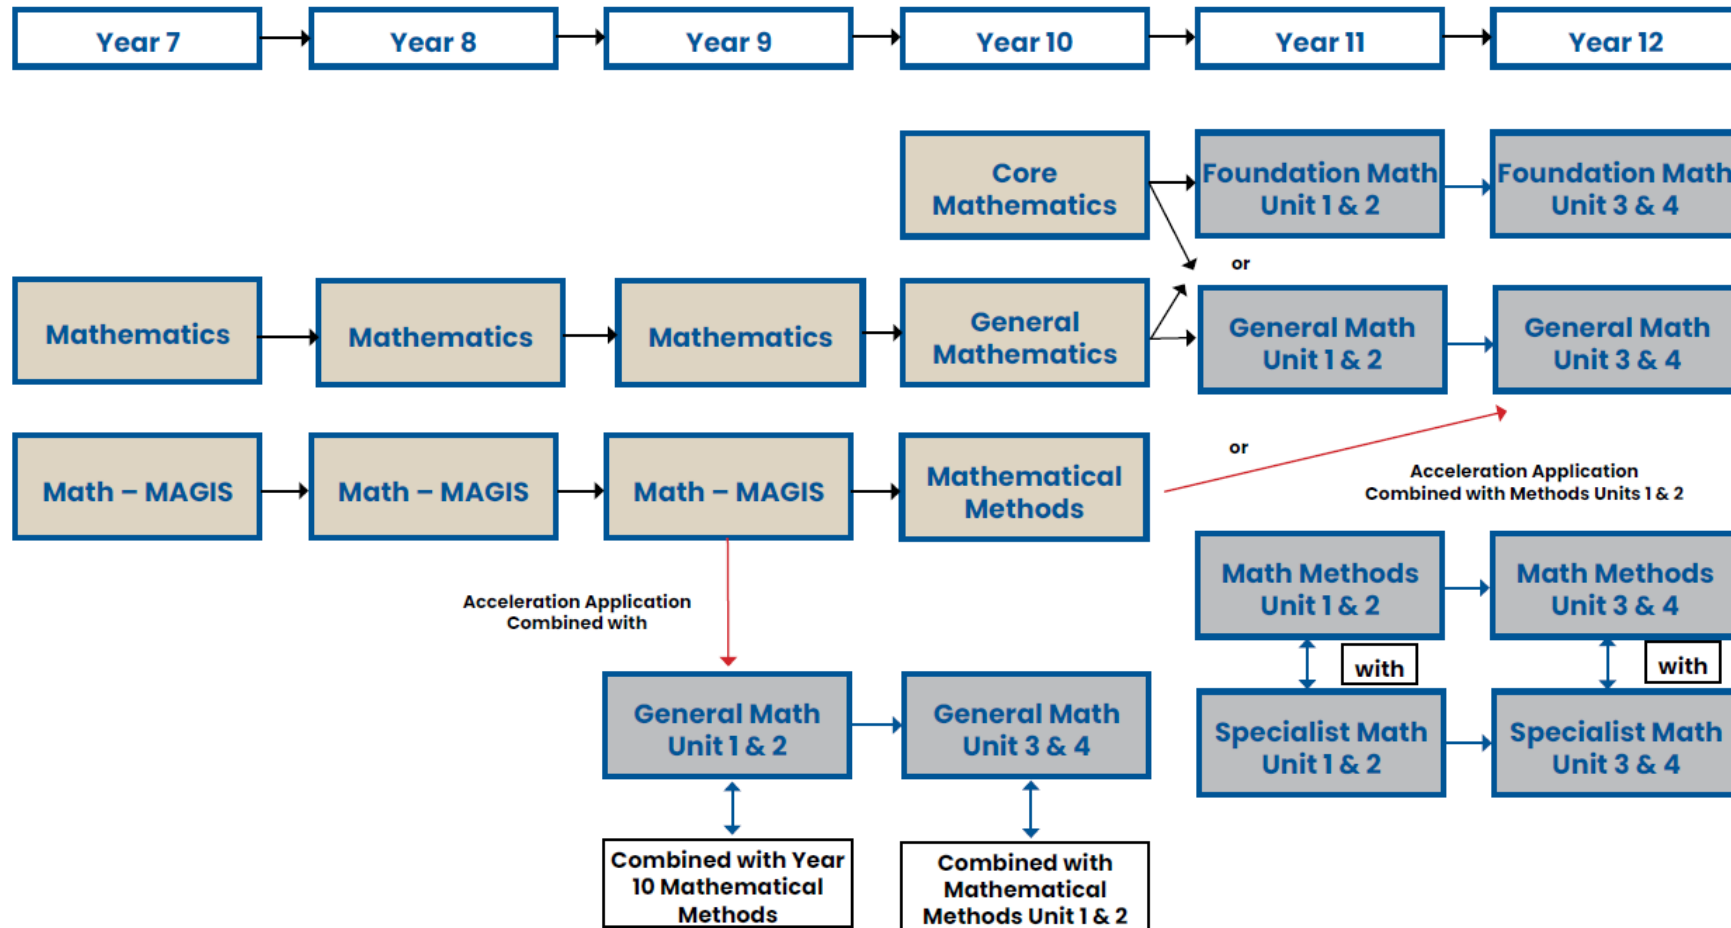 Year 7
Year 8
Year 9
Year 10
Year 11
Year 12
Core
Mathematics
Foundation Math
Unit 1 & 2
Foundation Math
Unit 3 & 4
or
Mathematics
Mathematics
Mathematics
General
Mathematics
General Math
Unit 1 & 2
General Math
Unit 3 & 4
Math – MAGIS
Math – MAGIS
Math – MAGIS
Mathematical
Methods
or
Acceleration Application
Combined with Methods Units 1 & 2
Acceleration Application
Combined with
Math Methods
Unit 1 & 2
Math Methods
Unit 3 & 4
with
with
General Math
Unit 1 & 2
General Math
Unit 3 & 4
Specialist Math
Unit 1 & 2
Specialist Math
Unit 3 & 4
Combined with Year
10 Mathematical
Methods
Combined with
Mathematical
Methods Unit 1 & 2